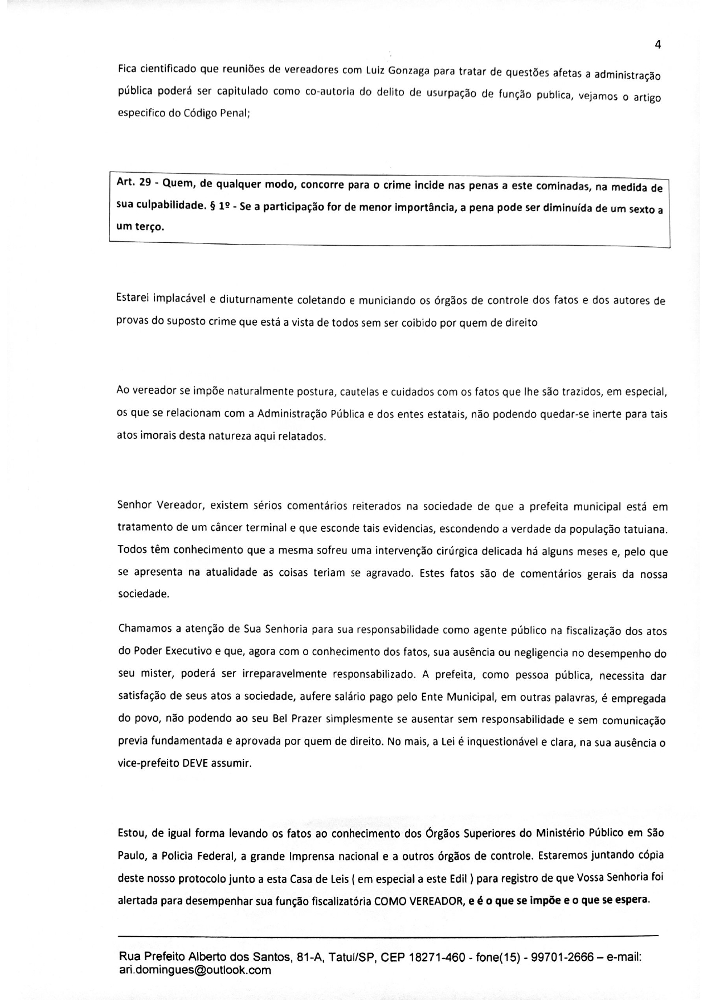 4
Fica cientificado que reuniões de vereadores com Luiz Gonzaga para tratar de questões afetas a administração
pública poderá ser capitulado como co-autoria do delito de usurpação de função publica, vejamos o artigo
especifico do Código Penal;
Art. 29 - Quem, de qualquer modo, concorre para o crime incide nas penas a este cominadas, na medida de
sua culpabilidade. § 1º - Se a participação for de menor importância, a pena pode ser diminuída de um sexto a
um terço.
Estarei implacável e diuturnamente coletando e municiando os órgãos de controle dos fatos e dos autores de
provas do suposto crime que está a vista de todos sem ser coibido por quem de direito
Ao vereador se impõe naturalmente postura, cautelas e cuidados com os fatos que lhe são trazidos, em especial,
os que se relacionam com a Administração Pública e dos entes estatais, não podendo quedar-se inerte para tais
atos imorais desta natureza aqui relatados.
Senhor Vereador, existem sérios comentários reiterados na sociedade de que a prefeita municipal está em
tratamento de um câncer terminal e que esconde tais evidencias, escondendo a verdade da população tatuiana.
Todos têm conhecimento que a mesma sofreu uma intervenção cirúrgica delicada há alguns meses e, pelo que
se apresenta na atualidade as coisas teriam se agravado. Estes fatos são de comentários gerais da nossa
sociedade.
Chamamos a atenção de Sua Senhoria para sua responsabilidade como agente público na fiscalização dos atos
do Poder Executivo e que, agora com o conhecimento dos fatos, sua ausência ou negligencia no desempenho do
seu mister, poderá ser irreparavelmente responsabilizado. A prefeita, como pessoa pública, necessita dar
satisfação de seus atos a sociedade, aufere salário pago pelo Ente Municipal, em outras palavras, é empregada
do povo, não podendo ao seu Bel Prazer simplesmente se ausentar sem responsabilidade e sem comunicação
previa fundamentada e aprovada por quem de direito. No mais, a Lei é inquestionável e clara, na sua ausência o
vice-prefeito DEVE assumir.
Estou, de igual forma levando os fatos ao conhecimento dos Órgãos Superiores do Ministério Público em São
Paulo, a Policia Federal, a grande Imprensa nacional e a outros órgãos de controle. Estaremos juntando cópia
deste nosso protocolo junto a esta Casa de Leis ( em especial a este Edil ) para registro de que Vossa Senhoria foi
alertada para desempenhar sua função fiscalizatória COMO VEREADOR, e é o que se impõe e o que se espera.
Rua Prefeito Alberto dos Santos, 81-A, Tatuí/SP, CEP 18271-460 - fone(15) - 99701-2666 – e-mail:
ari.domingues@outlook.com